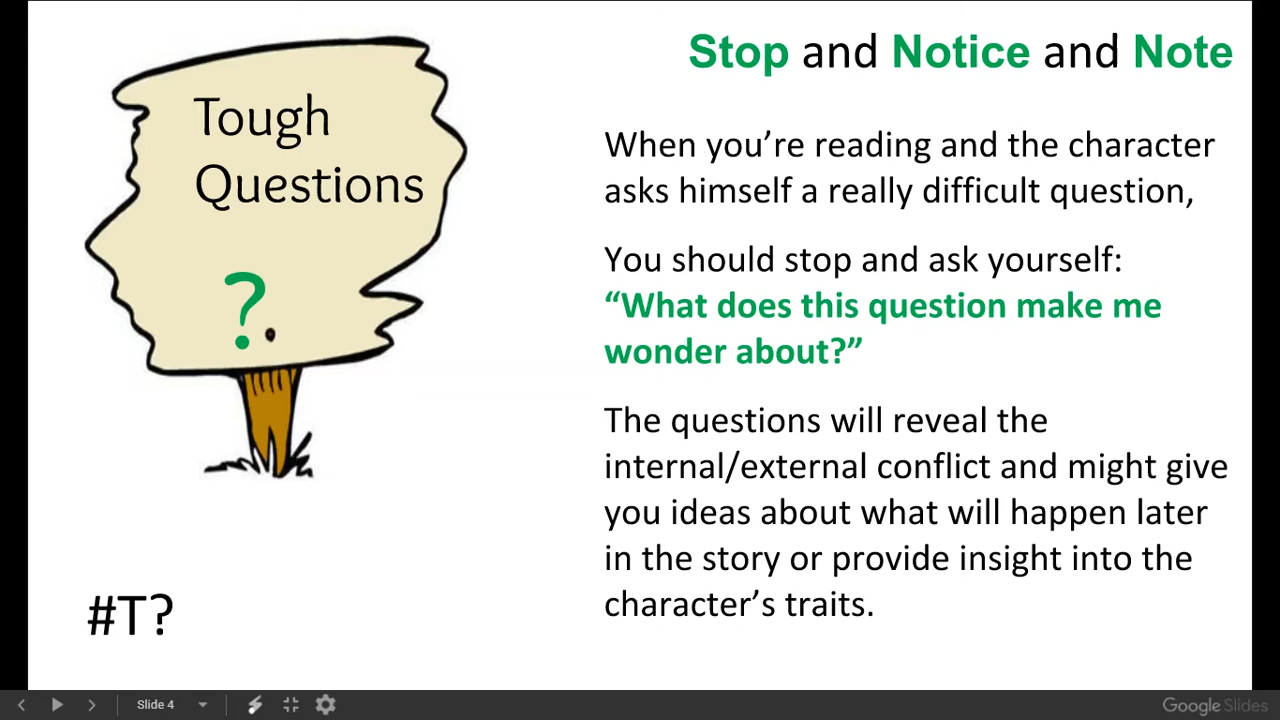 Tough
Questions
?
#T?
Stop and Notice and Note
When you’re reading and the character
asks himself a really difficult question,
You should stop and ask yourself:
“What does this question make me
wonder about?”
The questions will reveal the
internal/external conflict and might give
you ideas about what will happen later
in the story or provide insight into the
character’s traits.
Slide 4
Google Slides